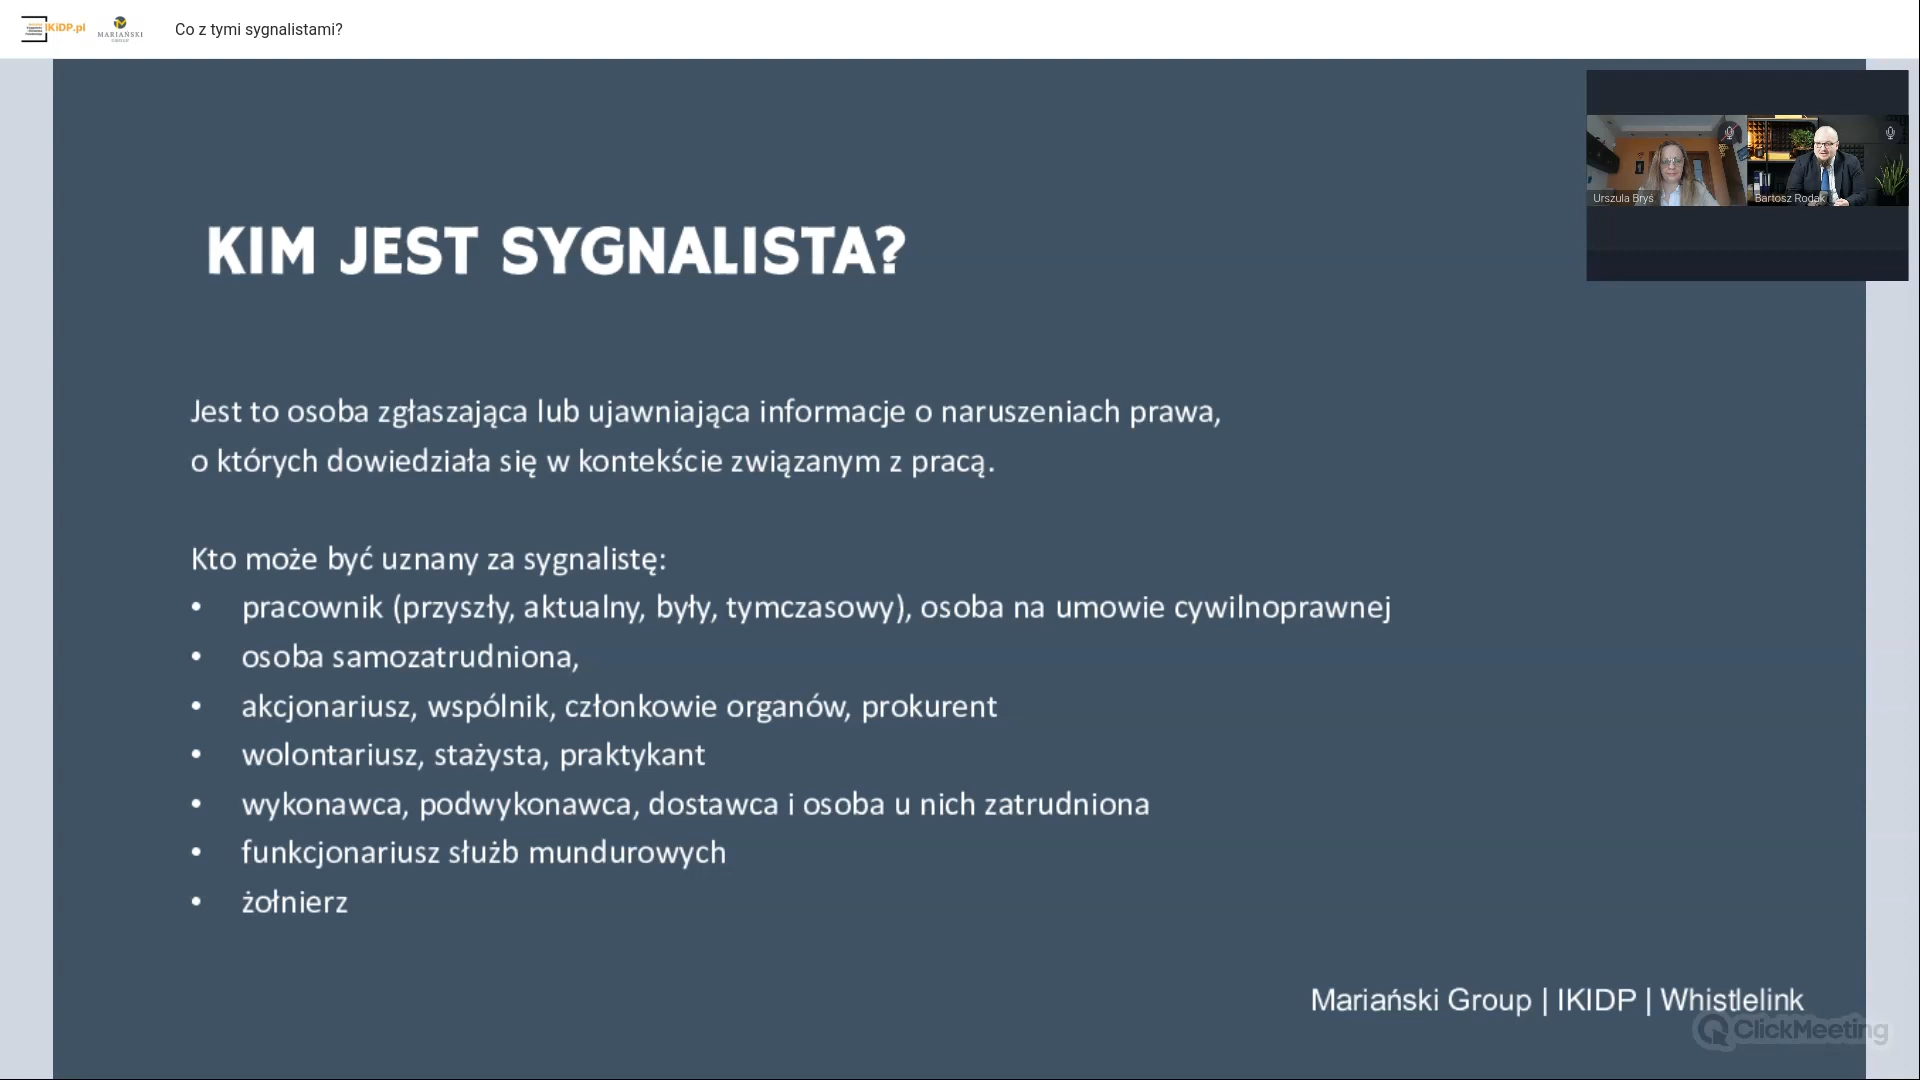 IKiDP.pl
MARIAŃSKI
GROUP
Co z tymi sygnalistami?
Urszula Bryś
Bartosz Rodak
KIM JEST SYGNALISTA?
Jest to osoba zgłaszająca lub ujawniająca informacje o naruszeniach prawa,
o których dowiedziała się w kontekście związanym z pracą.
Kto może być uznany za sygnalistę:
• pracownik (przyszły, aktualny, były, tymczasowy), osoba na umowie cywilnoprawnej
• osoba samozatrudniona,
• akcjonariusz, wspólnik, członkowie organów, prokurent
• wolontariusz, stażysta, praktykant
• wykonawca, podwykonawca, dostawca i osoba u nich zatrudniona
• funkcjonariusz służb mundurowych
• żołnierz
Mariański Group | IKIDP | Whistlelink
ClickMeeting